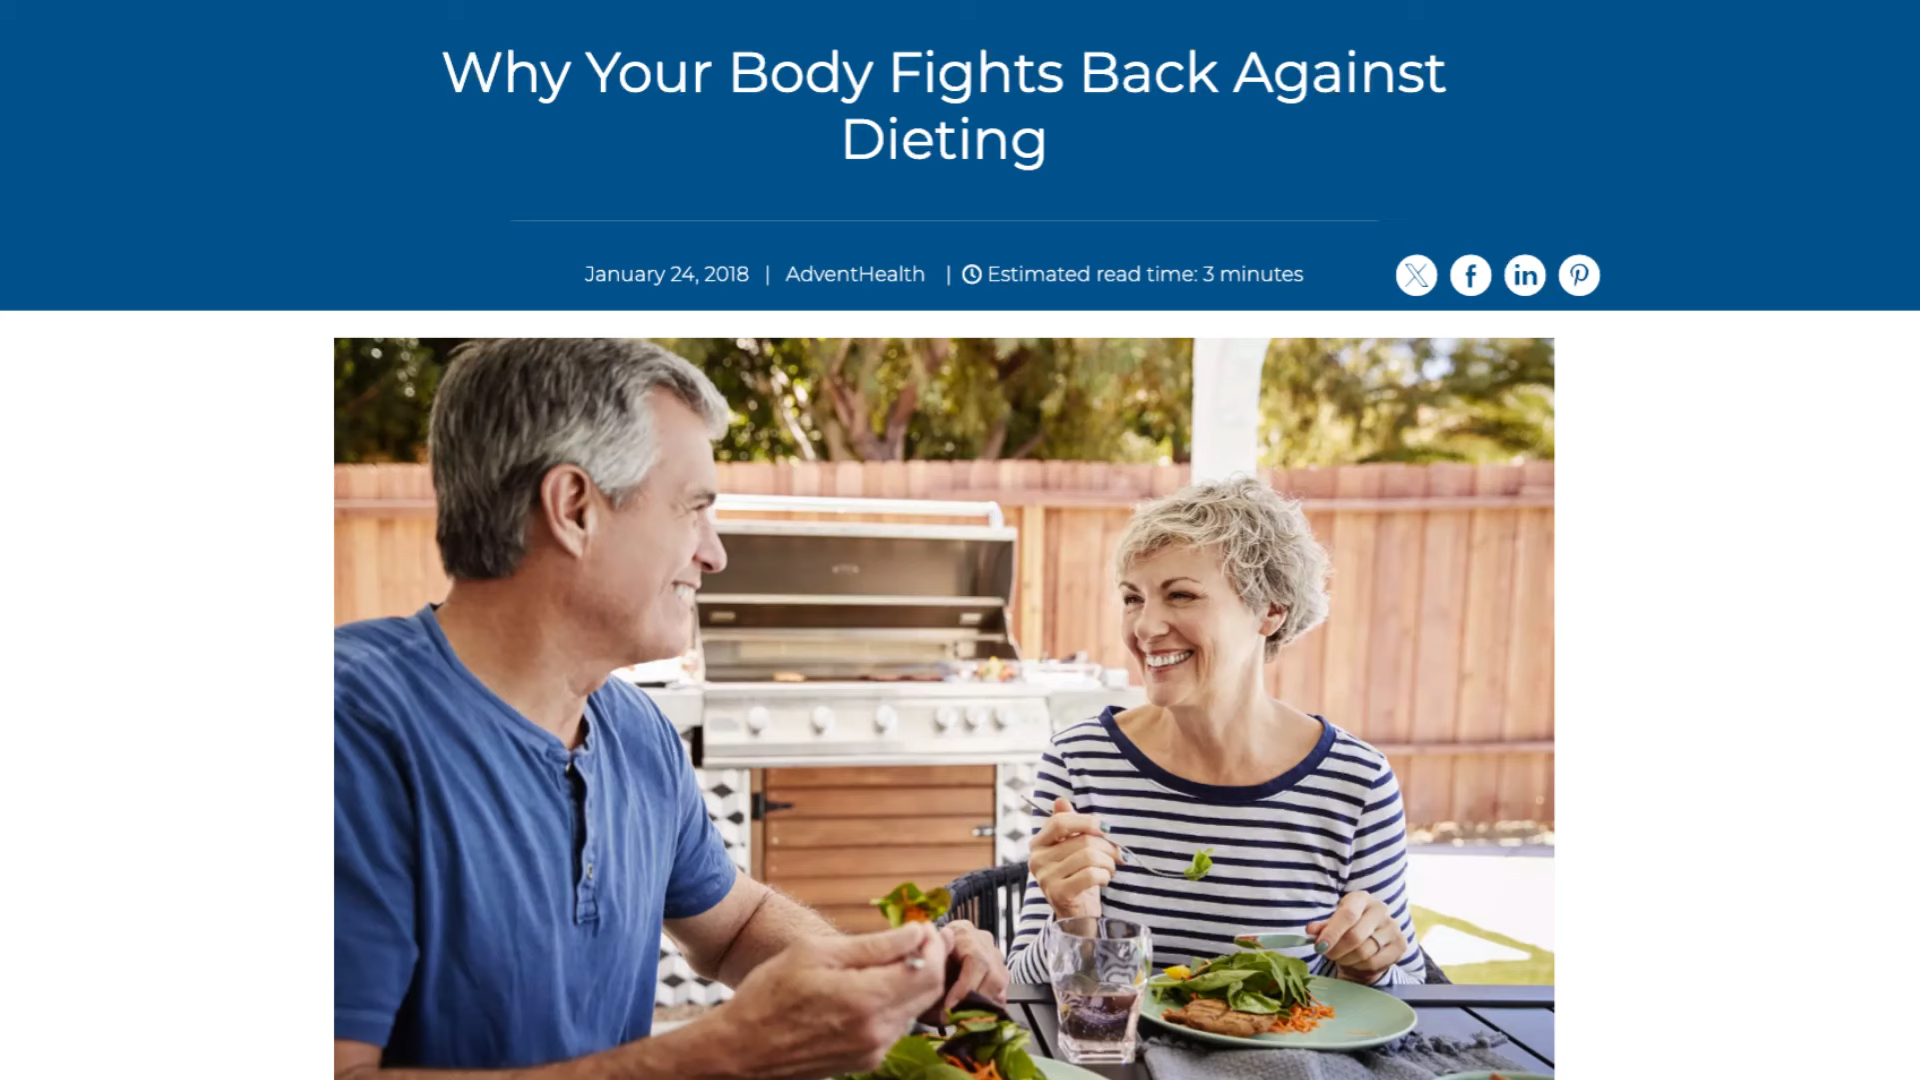 Why Your Body Fights Back Against
Dieting
January 24, 2018 | AdventHealth | Estimated read time: 3 minutes